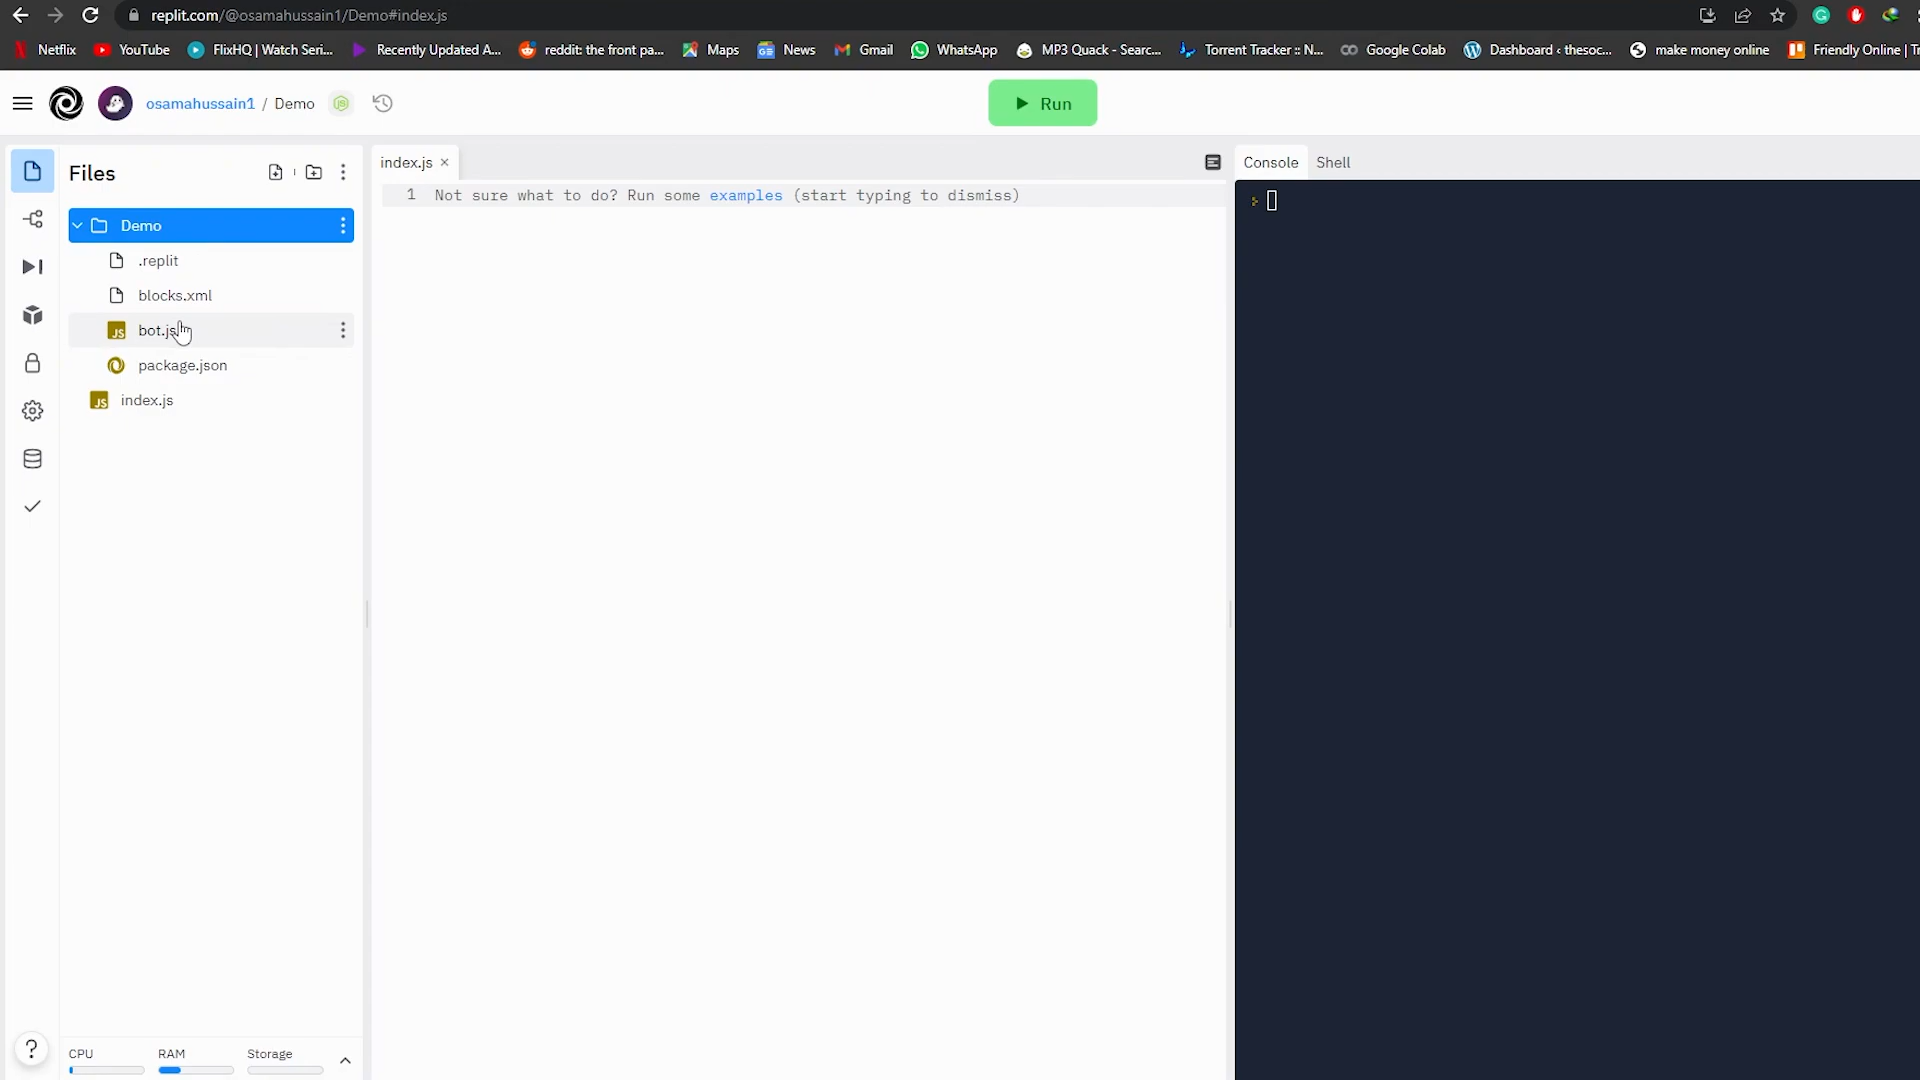 replit.com/@osamahussain1/Demo#index.js
Netflix YouTube FlixHQ | Watch Seri... Recently Updated A... reddit: the front pa... Maps News Gmail WhatsApp MP3 Quack - Searc... Torrent Tracker :: N... Google Colab Dashboard ‹ thesoc... make money online Friendly Online | Tr
osamahussain1 / Demo Run
Files
index.js
Console Shell
1 Not sure what to do? Run some examples (start typing to dismiss)
Demo
.replit
blocks.xml
bot.js
package.json
index.js
? CPU RAM Storage